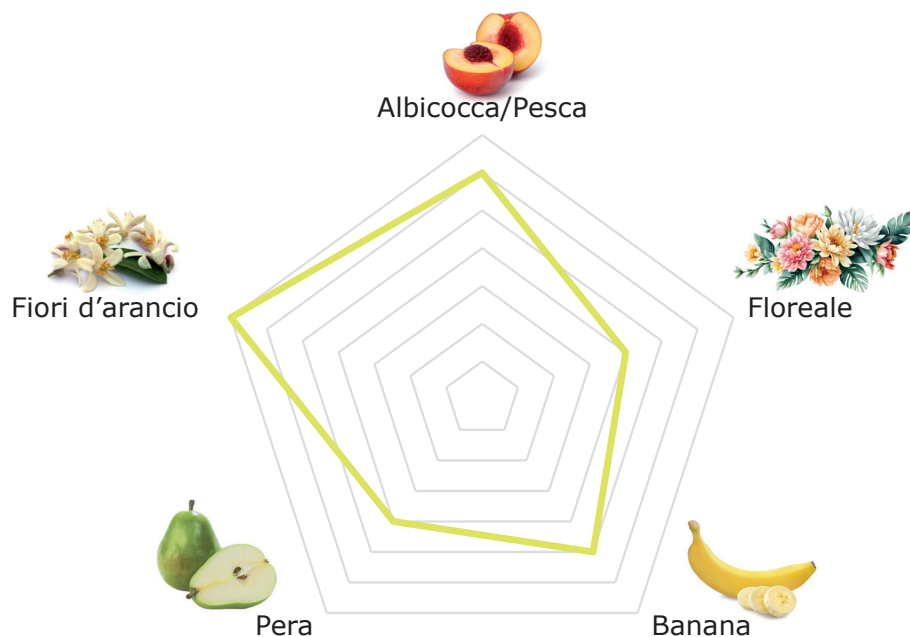 Albicocca/Pesca
Fiori d’arancio
Floreale
Pera
Banana